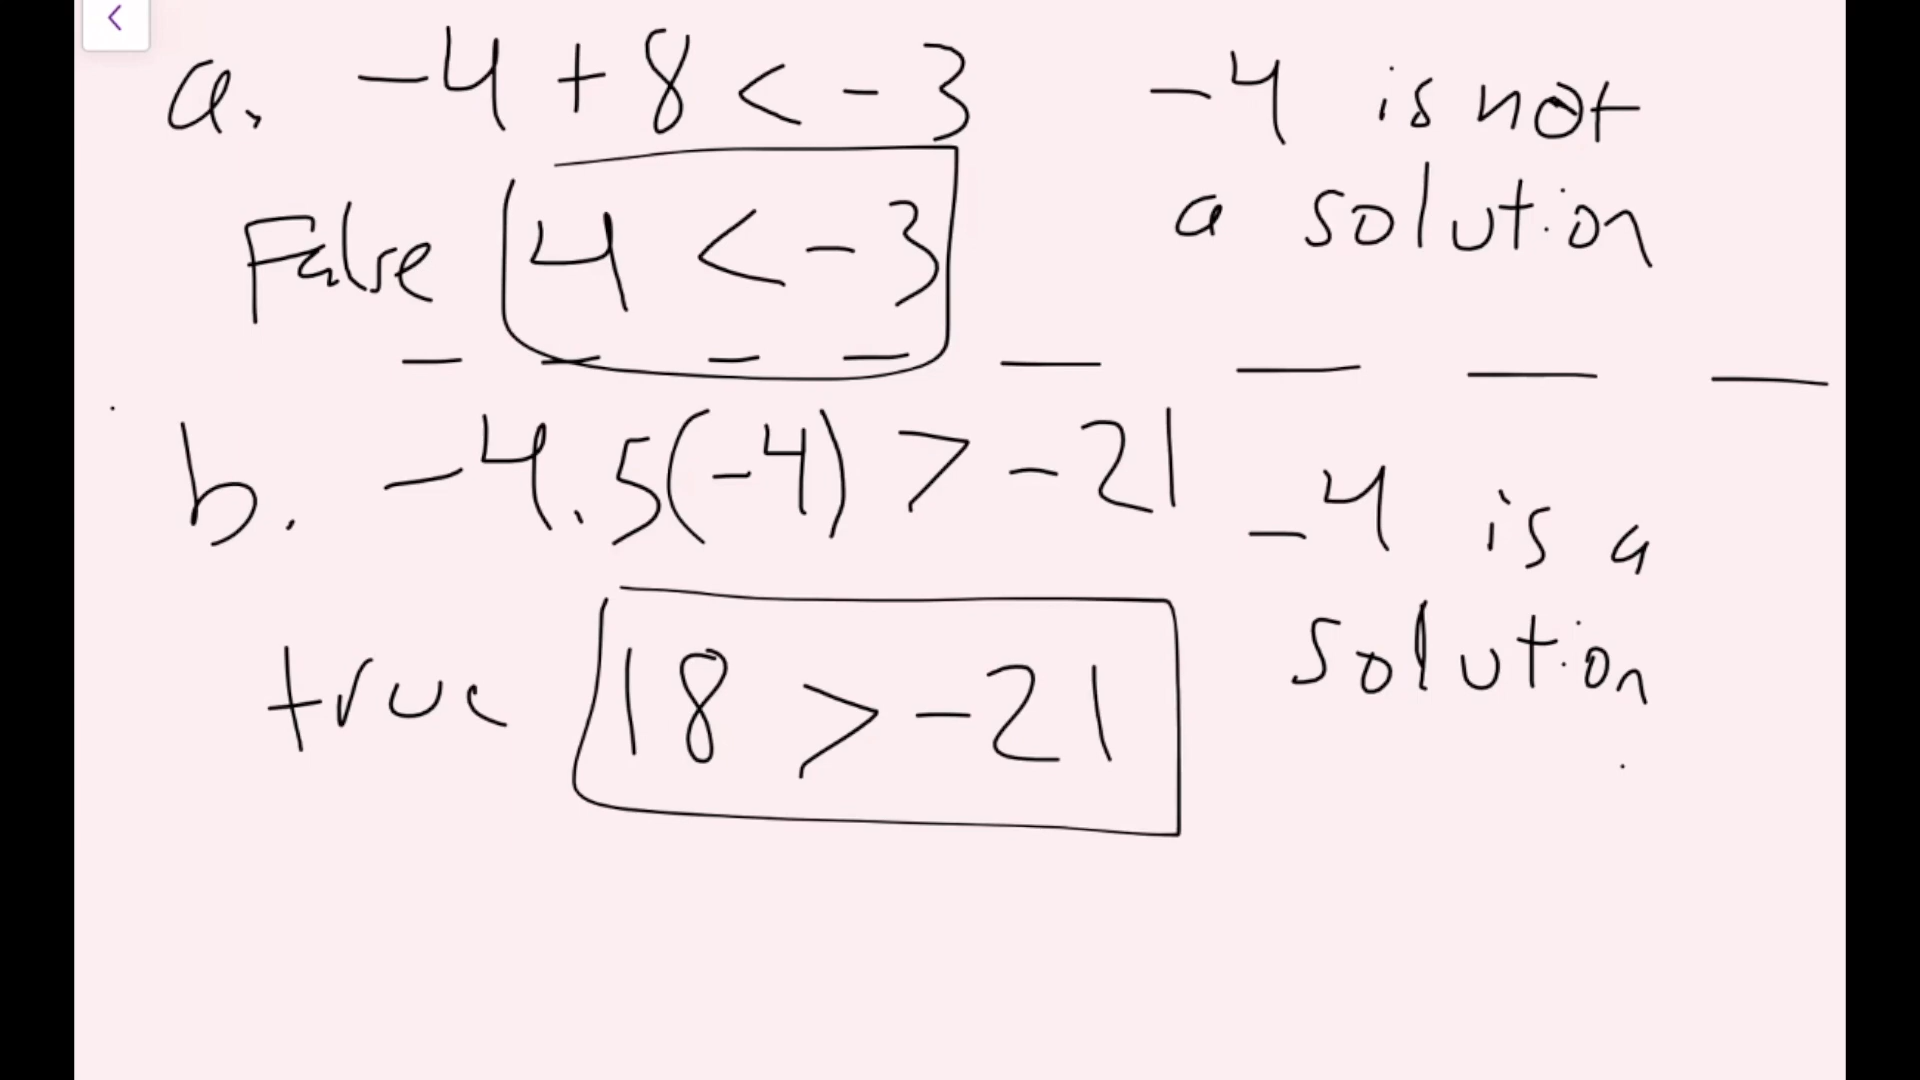 a. -4 + 8 < -3
-4 is not
a solution
False 4 < -3
b. -4.5(-4) > -21
-4 is a
solution
true 18 > -21